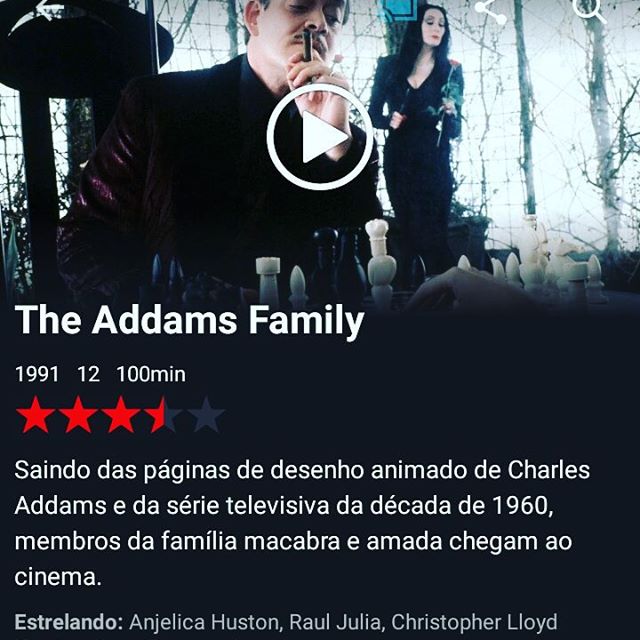 The Addams Family
1991 12 100min
Saindo das páginas de desenho animado de Charles
Addams e da série televisiva da década de 1960,
membros da família macabra e amada chegam ao
cinema.
Estrelando: Anjelica Huston, Raul Julia, Christopher Lloyd